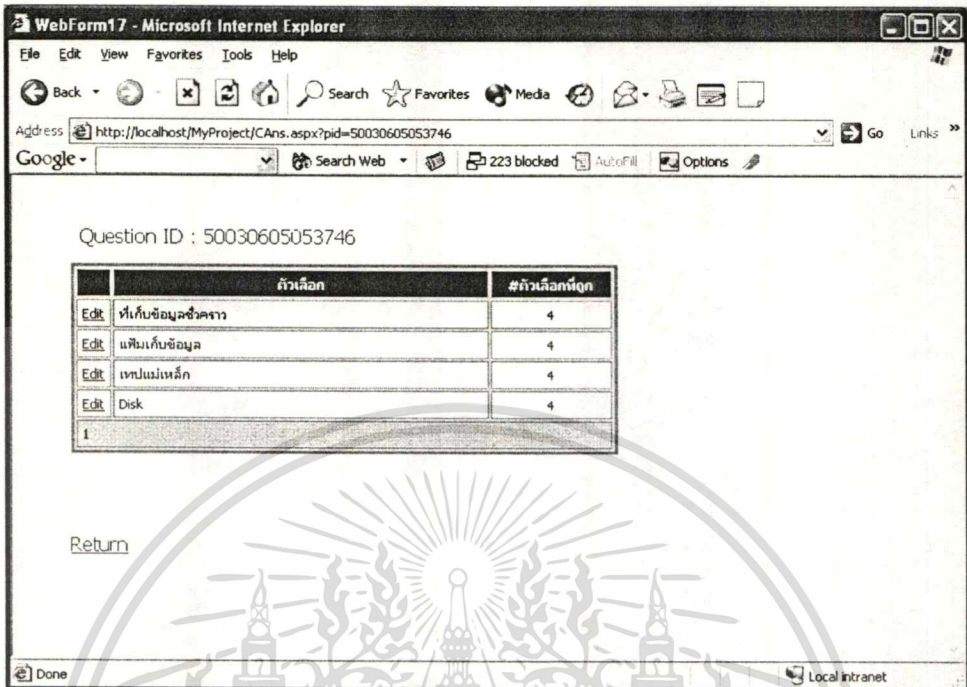 WebForm17 - Microsoft Internet Explorer
File Edit View Favorites Tools Help
Back Search Favorites Media
Address http://localhost/MyProject/CAns.aspx?pid=50030605053746 Go Links »
Google Search Web 223 blocked AutoFill Options
Question ID : 50030605053746
ตัวเลือก #ตัวเลือกที่ถูก
Edit ที่เก็บข้อมูลชั่วคราว 4
Edit แฟ้มเก็บข้อมูล 4
Edit เทปแม่เหล็ก 4
Edit Disk 4
1
Return
Done Local intranet